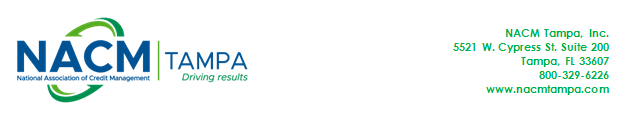 NACM TAMPA
National Association of Credit Management
Driving results
NACM Tampa, Inc.
5521 W. Cypress St. Suite 200
Tampa, FL 33607
800-329-6226
www.nacmtampa.com